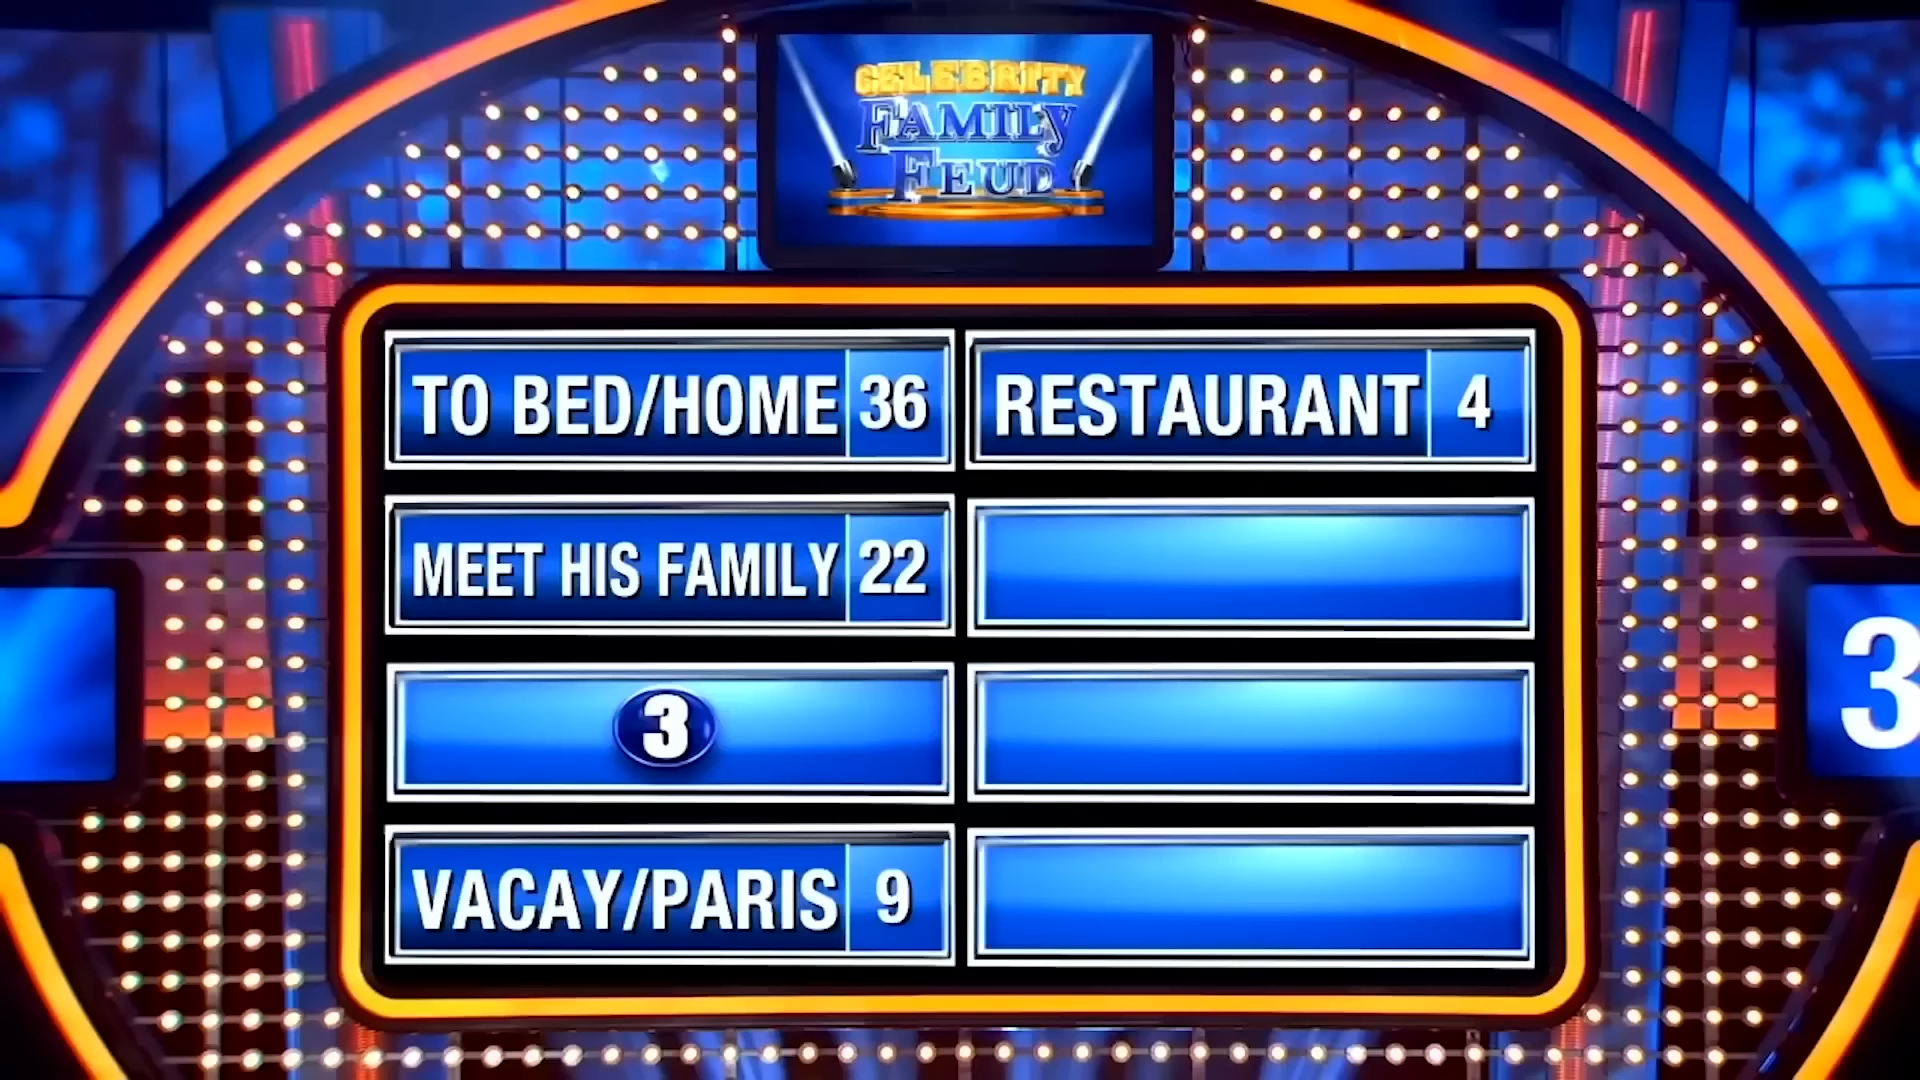 CELEBRITY
FAMILY
FEUD
TO BED/HOME 36
MEET HIS FAMILY 22
3
VACAY/PARIS 9
RESTAURANT 4
3